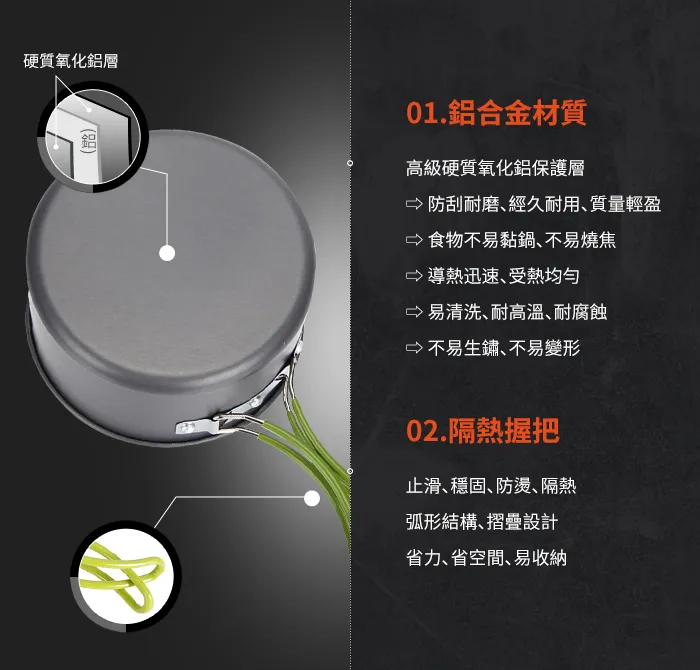 硬質氧化鋁層
(鋁)
01.鋁合金材質
高級硬質氧化鋁保護層
⇨ 防刮耐磨、經久耐用、質量輕盈
⇨ 食物不易黏鍋、不易燒焦
⇨ 導熱迅速、受熱均勻
⇨ 易清洗、耐高溫、耐腐蝕
⇨ 不易生鏽、不易變形
02.隔熱握把
止滑、穩固、防燙、隔熱
弧形結構、摺疊設計
省力、省空間、易收納